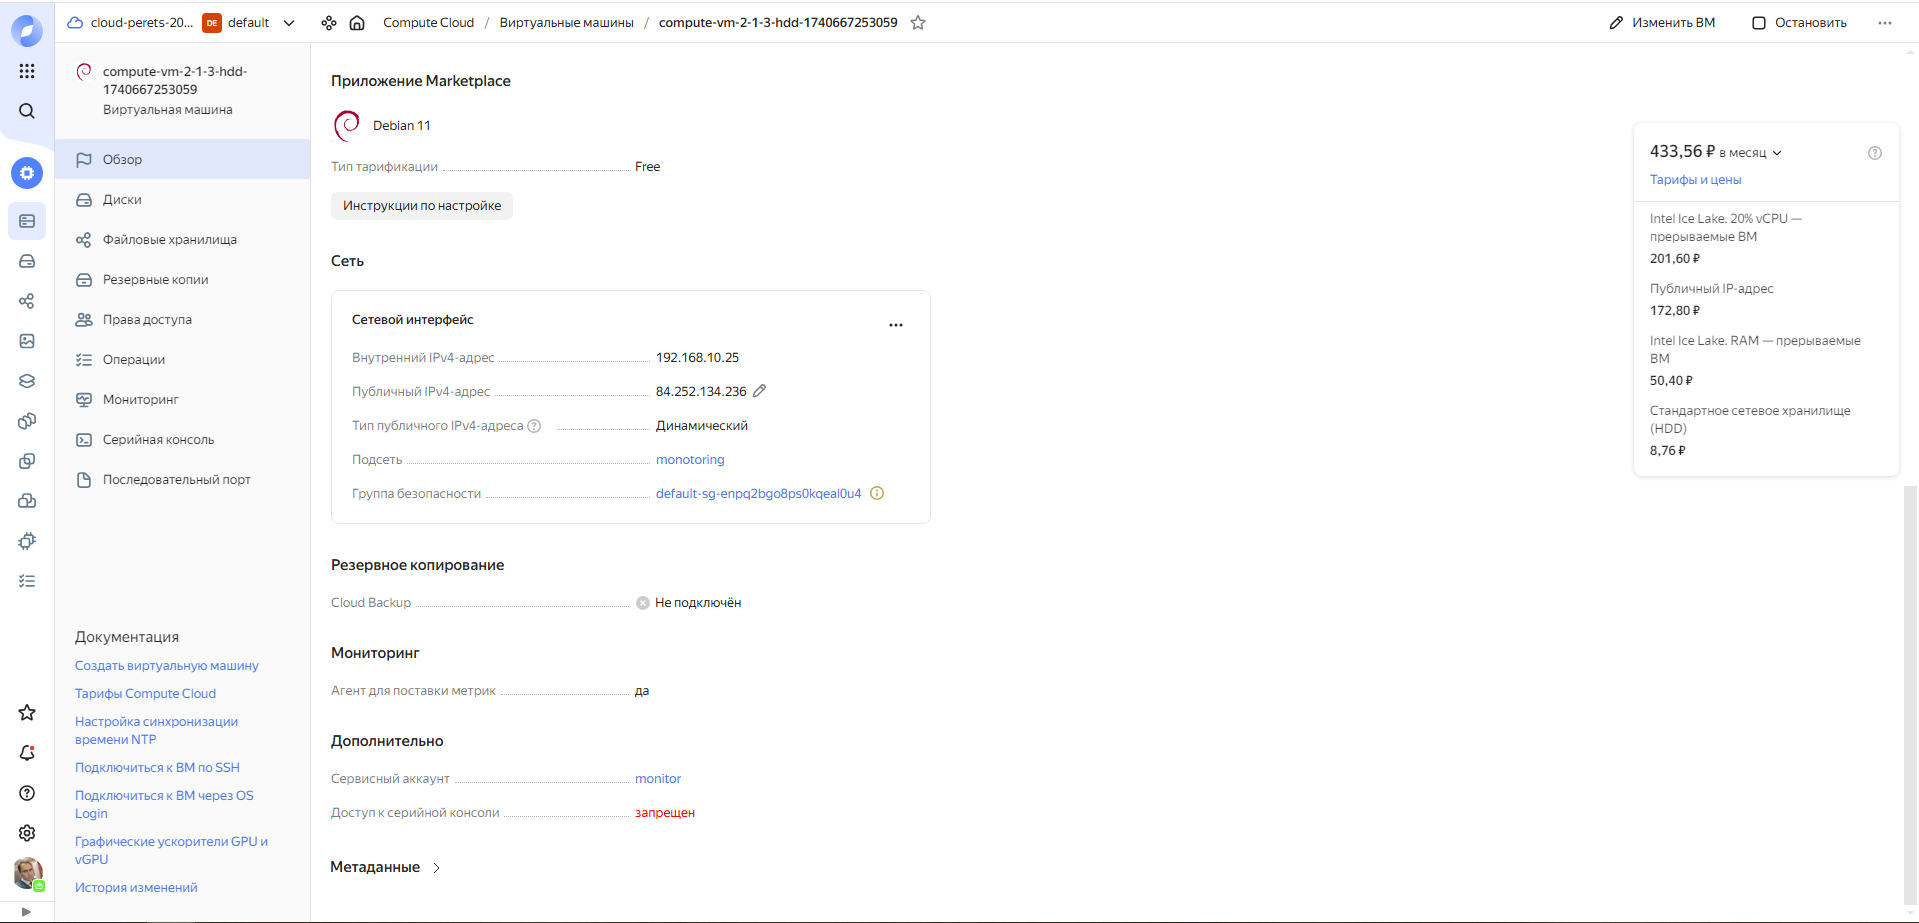 cloud-perets-20...
DE
default
Compute Cloud / Виртуальные машины / compute-vm-2-1-3-hdd-1740667253059
Изменить ВМ
Остановить
compute-vm-2-1-3-hdd-
1740667253059
Виртуальная машина
Обзор
Диски
Файловые хранилища
Резервные копии
Права доступа
Операции
Мониторинг
Серийная консоль
Последовательный порт
Документация
Создать виртуальную машину
Тарифы Compute Cloud
Настройка синхронизации
времени NTP
Подключиться к ВМ по SSH
Подключиться к ВМ через OS
Login
Графические ускорители GPU и
vGPU
История изменений
Приложение Marketplace
Debian 11
Тип тарификации Free
Инструкции по настройке
Сеть
Сетевой интерфейс
Внутренний IPv4-адрес 192.168.10.25
Публичный IPv4-адрес 84.252.134.236
Тип публичного IPv4-адреса Динамический
Подсеть monotoring
Группа безопасности default-sg-enpq2bgo8ps0kqeal0u4
Резервное копирование
Cloud Backup Не подключён
Мониторинг
Агент для поставки метрик да
Дополнительно
Сервисный аккаунт monitor
Доступ к серийной консоли запрещен
Метаданные
433,56 ₽ в месяц
Тарифы и цены
Intel Ice Lake. 20% vCPU —
прерываемые ВМ
201,60 ₽
Публичный IP-адрес
172,80 ₽
Intel Ice Lake. RAM — прерываемые
ВМ
50,40 ₽
Стандартное сетевое хранилище
(HDD)
8,76 ₽